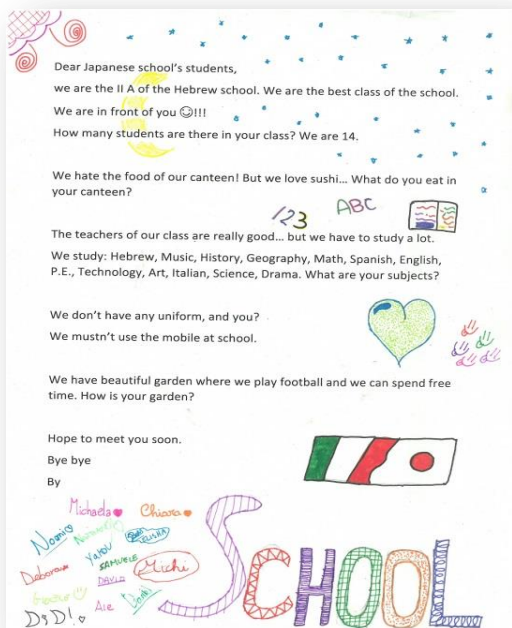 Dear Japanese school's students,
we are the II A of the Hebrew school. We are the best class of the school.
We are in front of you ☺!!!
How many students are there in your class? We are 14.
We hate the food of our canteen! But we love sushi... What do you eat in
your canteen?
123
ABC
The teachers of our class are really good... but we have to study a lot.
We study: Hebrew, Music, History, Geography, Math, Spanish, English,
P.E., Technology, Art, Italian, Science, Drama. What are your subjects?
We don't have any uniform, and you?
We mustn't use the mobile at school.
We have beautiful garden where we play football and we can spend free
time. How is your garden?
Hope to meet you soon.
Bye bye
By
Michaela
Chiara
SAMUELE
DAVID
Michi
Ale
SCHOOL